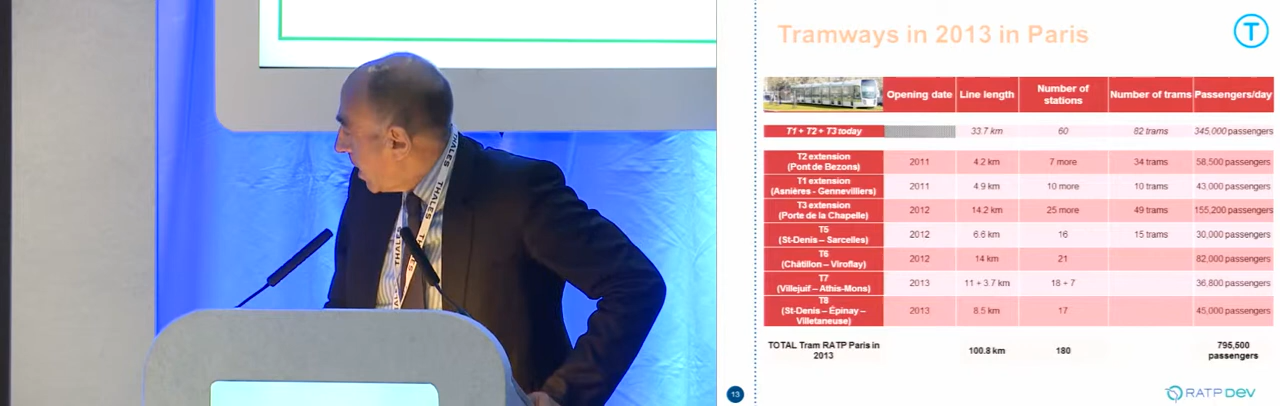 Tramways in 2013 in Paris
T
Opening date Line length Number of stations Number of trams Passengers/day
T1 + T2 + T3 today 33.7 km 60 82 trams 345,000 passengers
T2 extension (Pont de Bezons) 2011 4.2 km 7 more 34 trams 58,500 passengers
T1 extension (Asnières - Gennevilliers) 2011 4.9 km 10 more 10 trams 43,000 passengers
T3 extension (Porte de la Chapelle) 2012 14.2 km 25 more 49 trams 155,200 passengers
T5 (St-Denis – Sarcelles) 2012 6.6 km 16 15 trams 30,000 passengers
T6 (Châtillon – Viroflay) 2012 14 km 21 82,000 passengers
T7 (Villejuif – Athis-Mons) 2013 11 + 3.7 km 18 + 7 36,800 passengers
T8 (St-Denis – Épinay – Villetaneuse) 2013 8.5 km 17 45,000 passengers
TOTAL Tram RATP Paris in 2013 100.8 km 180 795,500 passengers
13
RATP DEV
THALES
THALES
THALES